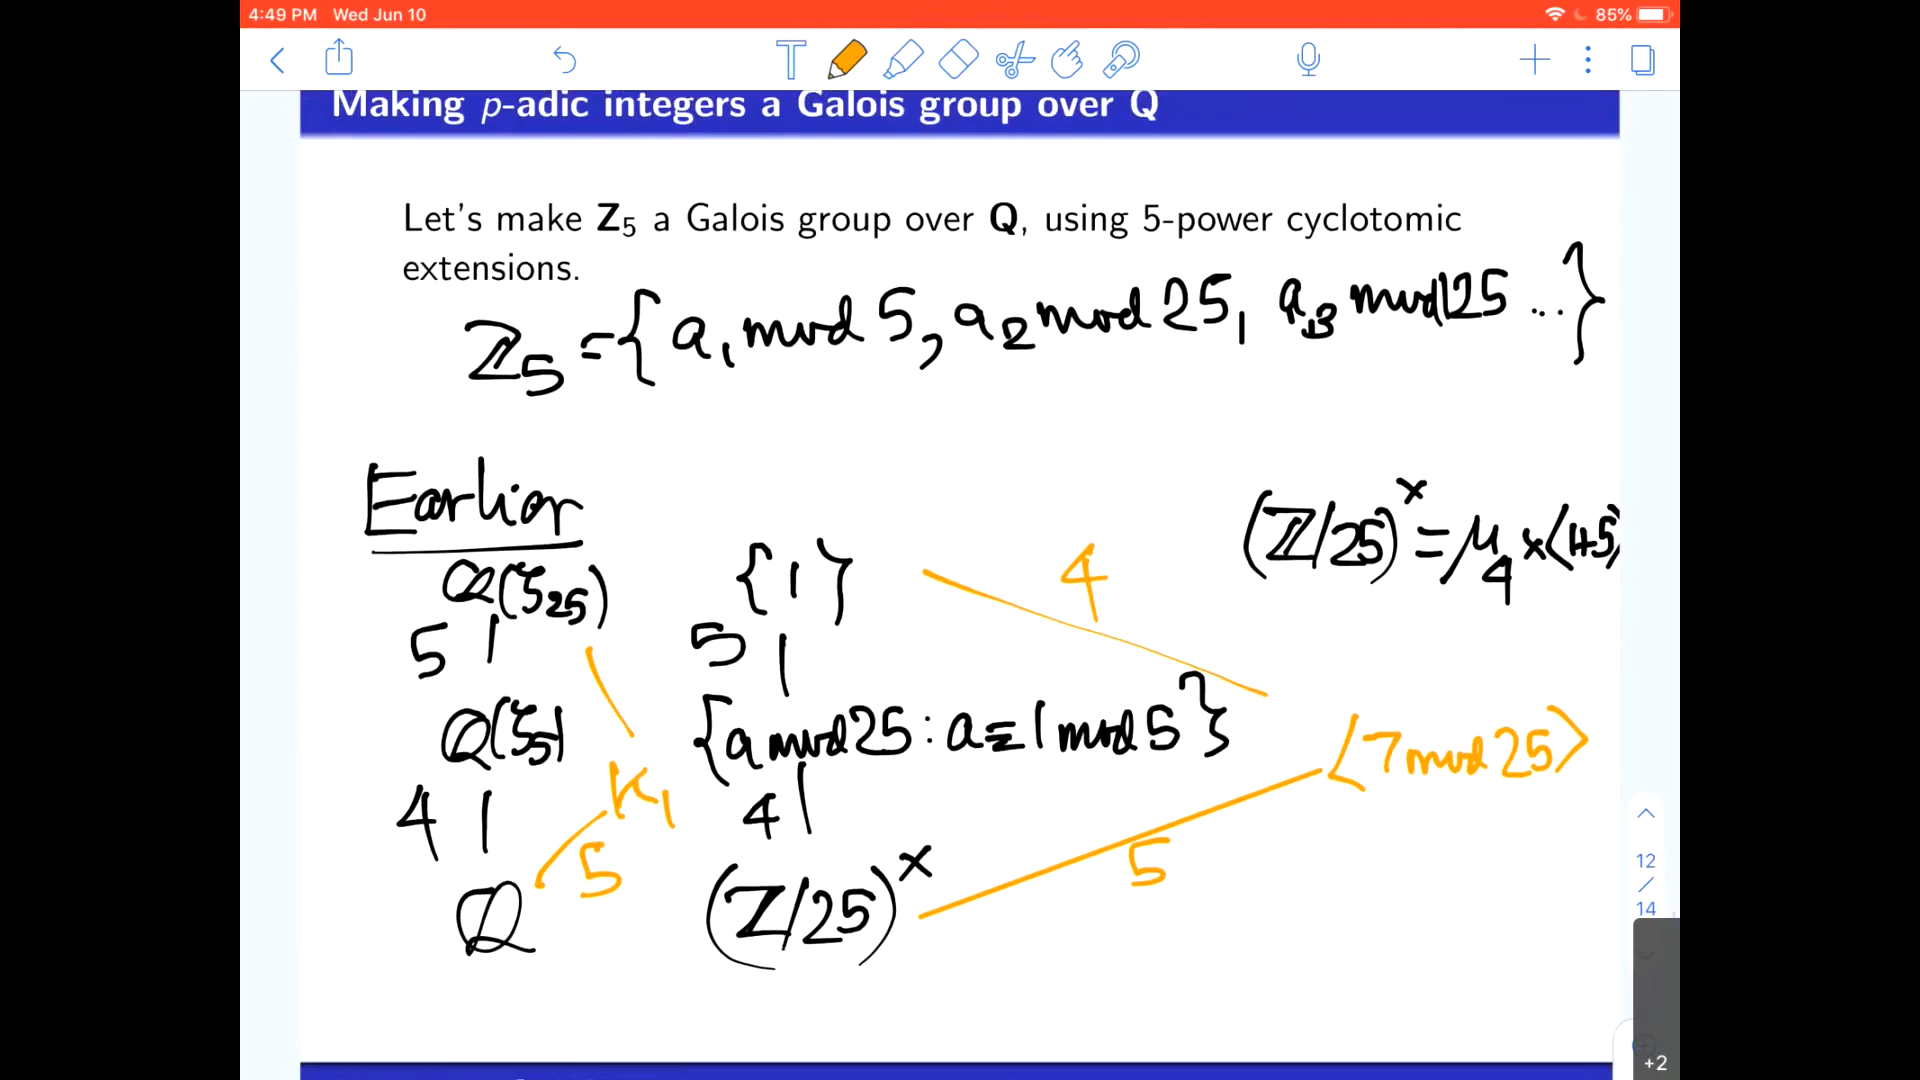 4:49 PM Wed Jun 10
85%
Making p-adic integers a Galois group over Q
Let's make Z₅ a Galois group over Q, using 5-power cyclotomic
extensions.
ℤ₅ = {a₁ mod 5, a₂ mod 25, a₃ mod 125 ...}
Earlier
ℚ(ζ₂₅) {1} 4 (ℤ/25)^× = μ₄ × ⟨1+5⟩
5 5
ℚ(ζ₅) {a mod 25 : a ≡ 1 mod 5} ⟨7 mod 25⟩
4 K₁ 4
5 5
ℚ (ℤ/25)^×
12
/
14
+2